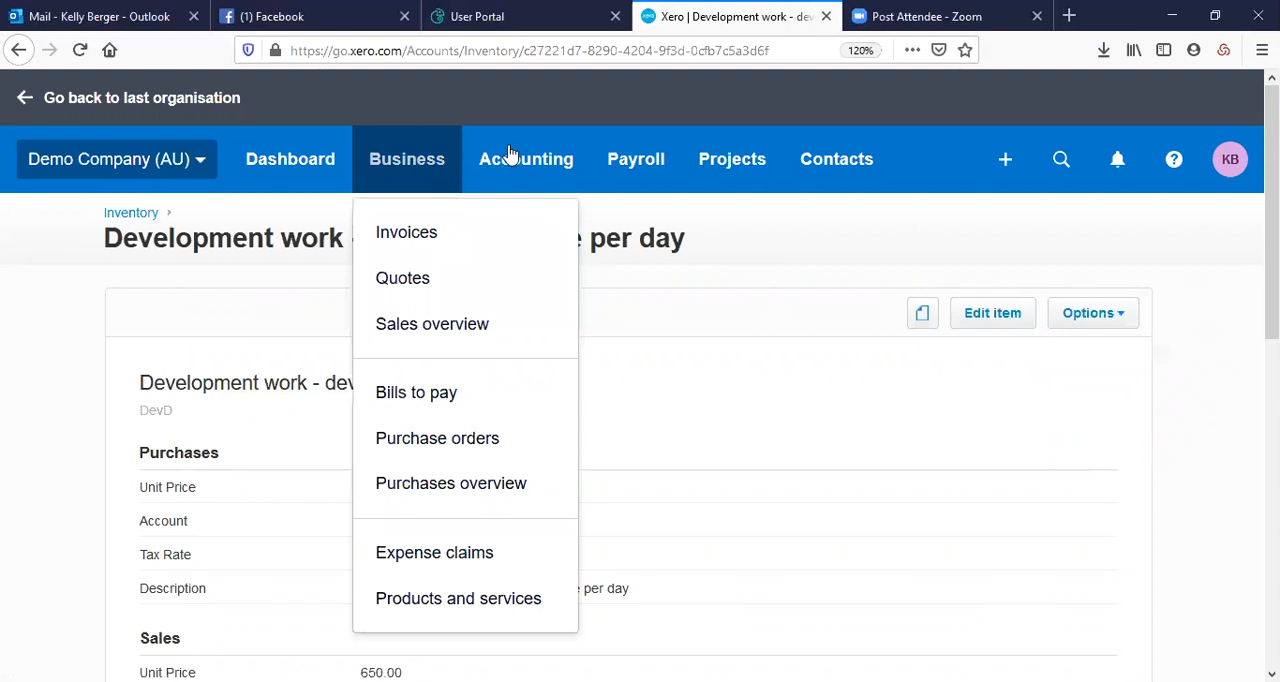 Mail - Kelly Berger - Outlook
(1) Facebook
User Portal
Xero | Development work - dev
Post Attendee - Zoom
https://go.xero.com/Accounts/Inventory/c27221d7-8290-4204-9f3d-0cfb7c5a3d6f
120%
Go back to last organisation
Demo Company (AU)
Dashboard
Business
Accounting
Payroll
Projects
Contacts
KB
Inventory
Development work - e per day
Invoices
Quotes
Sales overview
Bills to pay
Purchase orders
Purchases overview
Expense claims
Products and services
Edit item
Options
Development work - dev
DevD
Purchases
Unit Price
Account
Tax Rate
Description e per day
Sales
Unit Price 650.00